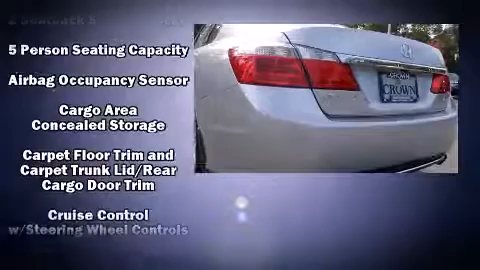 5 Person Seating Capacity
Airbag Occupancy Sensor
Cargo Area
Concealed Storage
Carpet Floor Trim and
Carpet Trunk Lid/Rear
Cargo Door Trim
Cruise Control
w/Steering Wheel Controls
CROWN